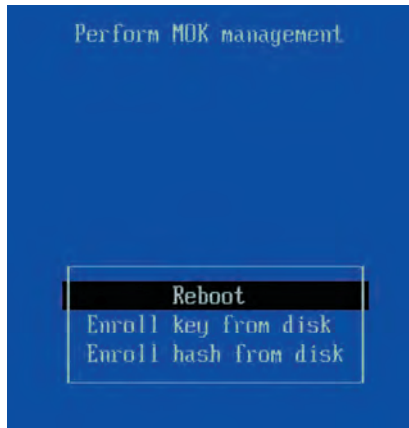 Perform MOK management
Reboot
Enroll key from disk
Enroll hash from disk